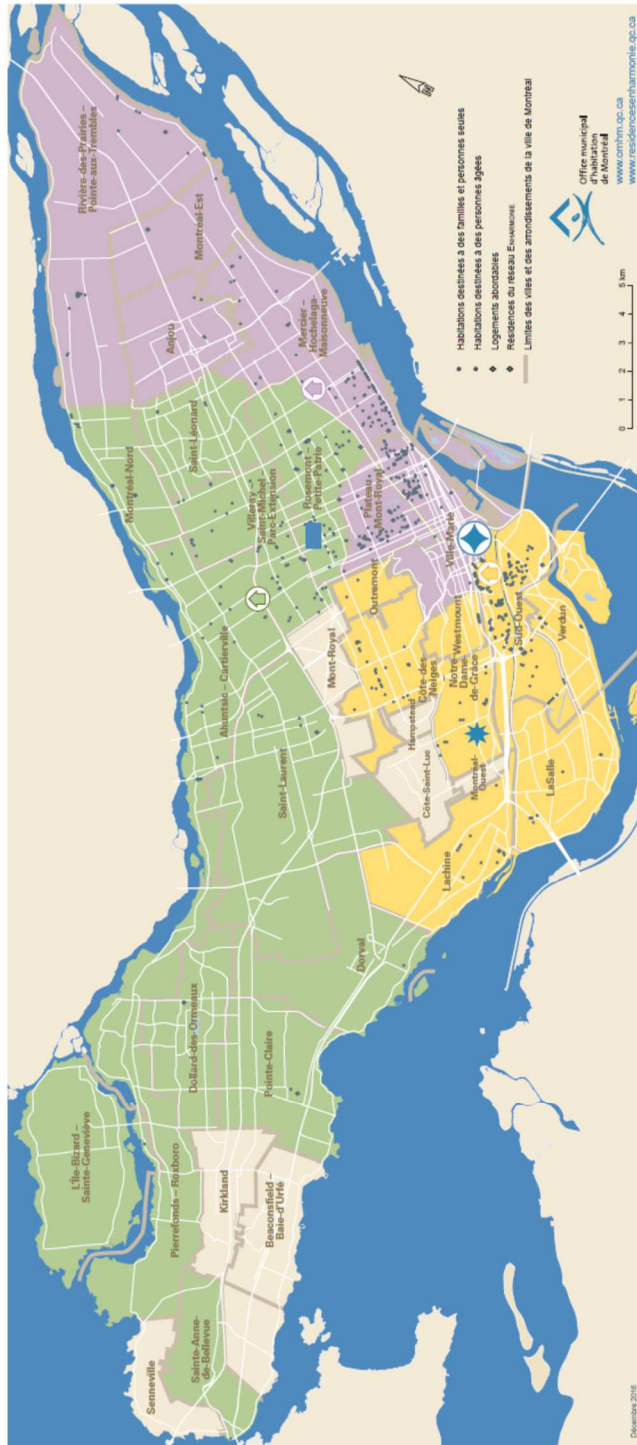 L'Île-Bizard –
Sainte-Geneviève
Pierrefonds – Roxboro
Senneville
Sainte-Anne-
de-Bellevue
Kirkland
Beaconsfield –
Baie-d'Urfé
Dollard-des-Ormeaux
Pointe-Claire
Dorval
Ahuntsic – Cartierville
Saint-Laurent
Montréal-Nord
Saint-Léonard
Villeray –
Saint-Michel –
Parc-Extension
Rosemont –
Petite-Patrie
Rivière-des-Prairies –
Pointe-aux-Trembles
Montréal-Est
Anjou
Mercier –
Hochelaga-
Maisonneuve
Plateau
Mont-Royal
Ville-Marie
Mont-Royal
Outremont
Côte-des-
Neiges
Hampstead
Côte-Saint-Luc
Notre-
Dame-
de-Grâce
Westmount
Montréal-
Ouest
Lachine
LaSalle
Sud-Ouest
Verdun
N
Habitations destinées à des familles et personnes seules
Habitations destinées à des personnes âgées
Logements abordables
Résidences du réseau ENHARMONIE
Limites des villes et des arrondissements de la ville de Montréal
0 1 2 3 4 5 km
Office municipal
d'habitation
de Montréal
www.omhm.qc.ca
www.residencesenharmonie.qc.ca
Décembre 2016